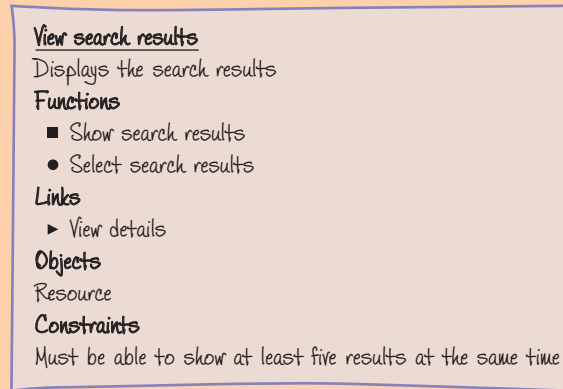 View search results
Displays the search results
Functions
■ Show search results
● Select search results
Links
► View details
Objects
Resource
Constraints
Must be able to show at least five results at the same time